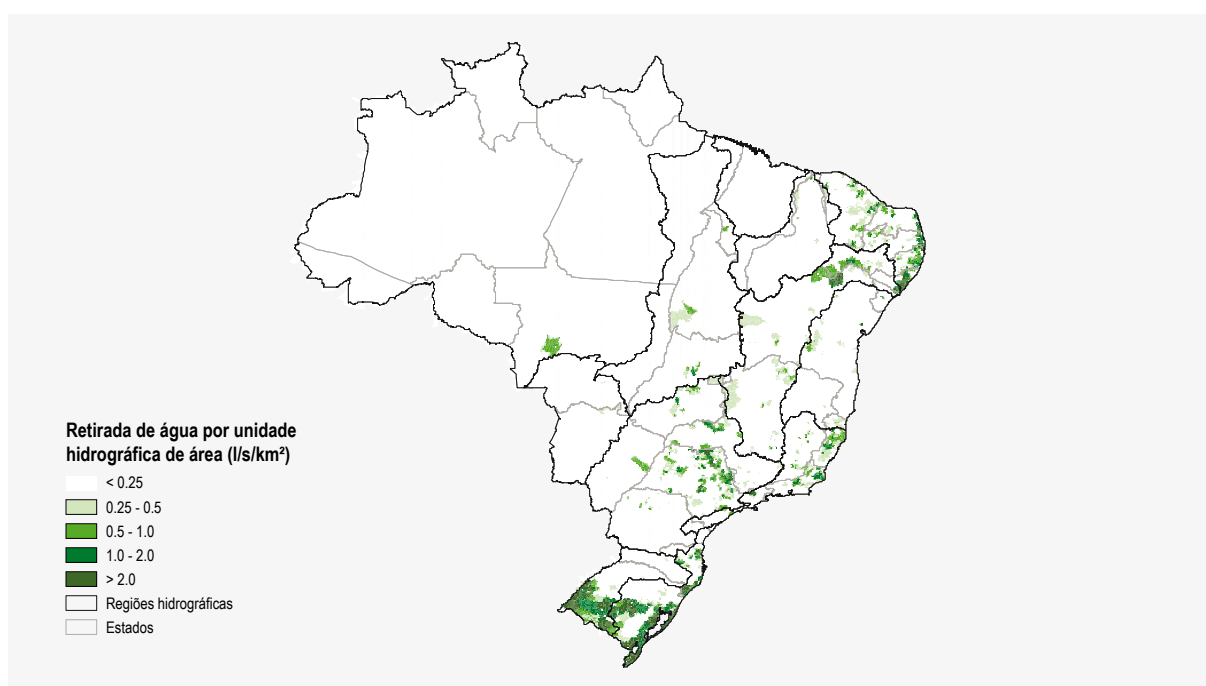 Retirada de água por unidade
hidrográfica de área (l/s/km²)
< 0.25
0.25 - 0.5
0.5 - 1.0
1.0 - 2.0
> 2.0
Regiões hidrográficas
Estados